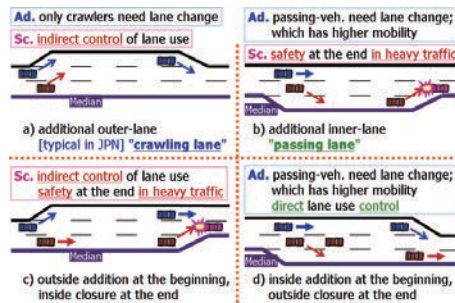 Ad. only crawlers need lane change
Sc. indirect control of lane use
Median
a) additional outer-lane
[typical in JPN] "crawling lane"
Ad. passing-veh. need lane change;
which has higher mobility
Sc. safety at the end in heavy traffic
Median
b) additional inner-lane
"passing lane"
Sc. indirect control of lane use
safety at the end in heavy traffic
Median
c) outside addition at the beginning,
inside closure at the end
Ad. passing-veh. need lane change;
which has higher mobility
direct lane use control
Median
d) inside addition at the beginning,
outside closure at the end